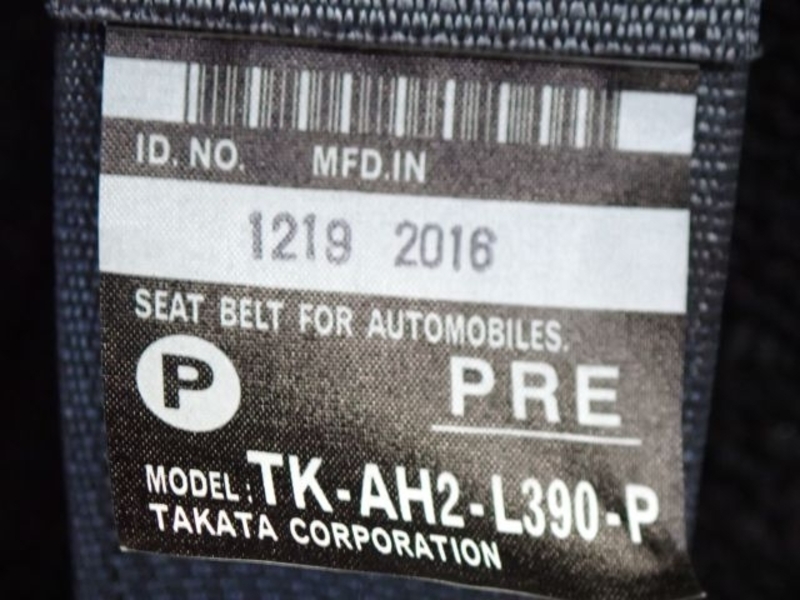 ID. NO. MFD.IN
1219 2016
SEAT BELT FOR AUTOMOBILES.
P PRE
MODEL: TK-AH2-L390-P
TAKATA CORPORATION